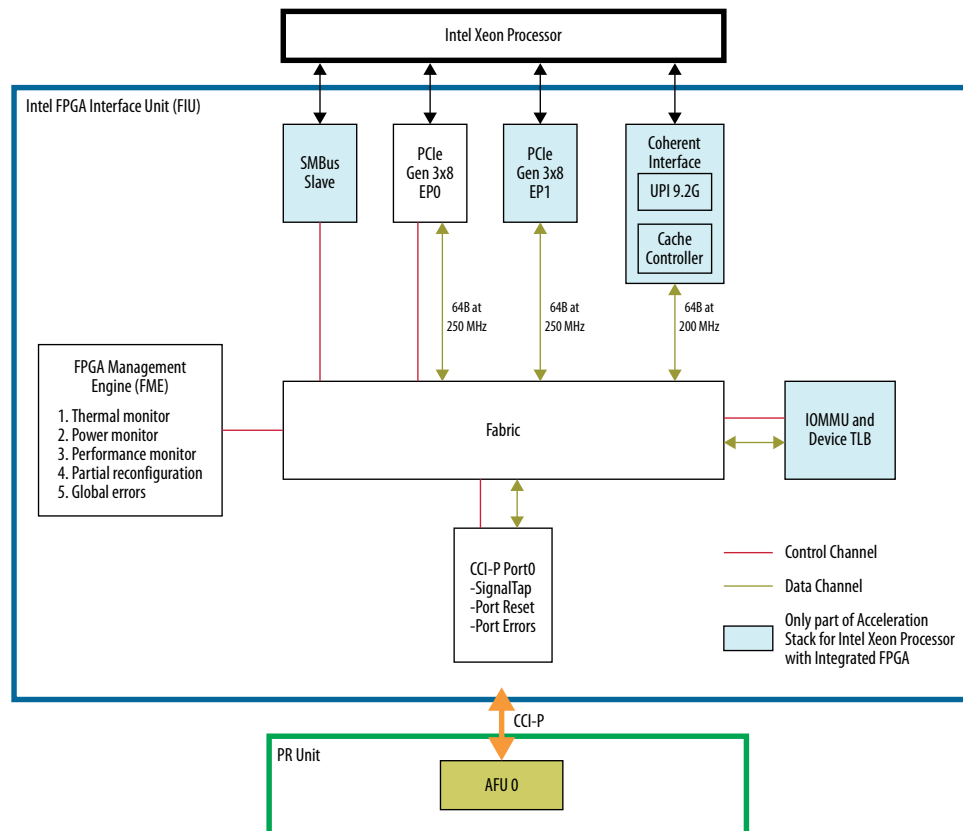 Intel Xeon Processor
Intel FPGA Interface Unit (FIU)
SMBus
Slave
PCIe
Gen 3x8
EP0
PCIe
Gen 3x8
EP1
Coherent
Interface
UPI 9.2G
Cache
Controller
64B at
250 MHz
64B at
250 MHz
64B at
200 MHz
FPGA Management
Engine (FME)
1. Thermal monitor
2. Power monitor
3. Performance monitor
4. Partial reconfiguration
5. Global errors
Fabric
IOMMU and
Device TLB
CCI-P Port0
-SignalTap
-Port Reset
-Port Errors
Control Channel
Data Channel
Only part of Acceleration
Stack for Intel Xeon Processor
with Integrated FPGA
CCI-P
PR Unit
AFU 0